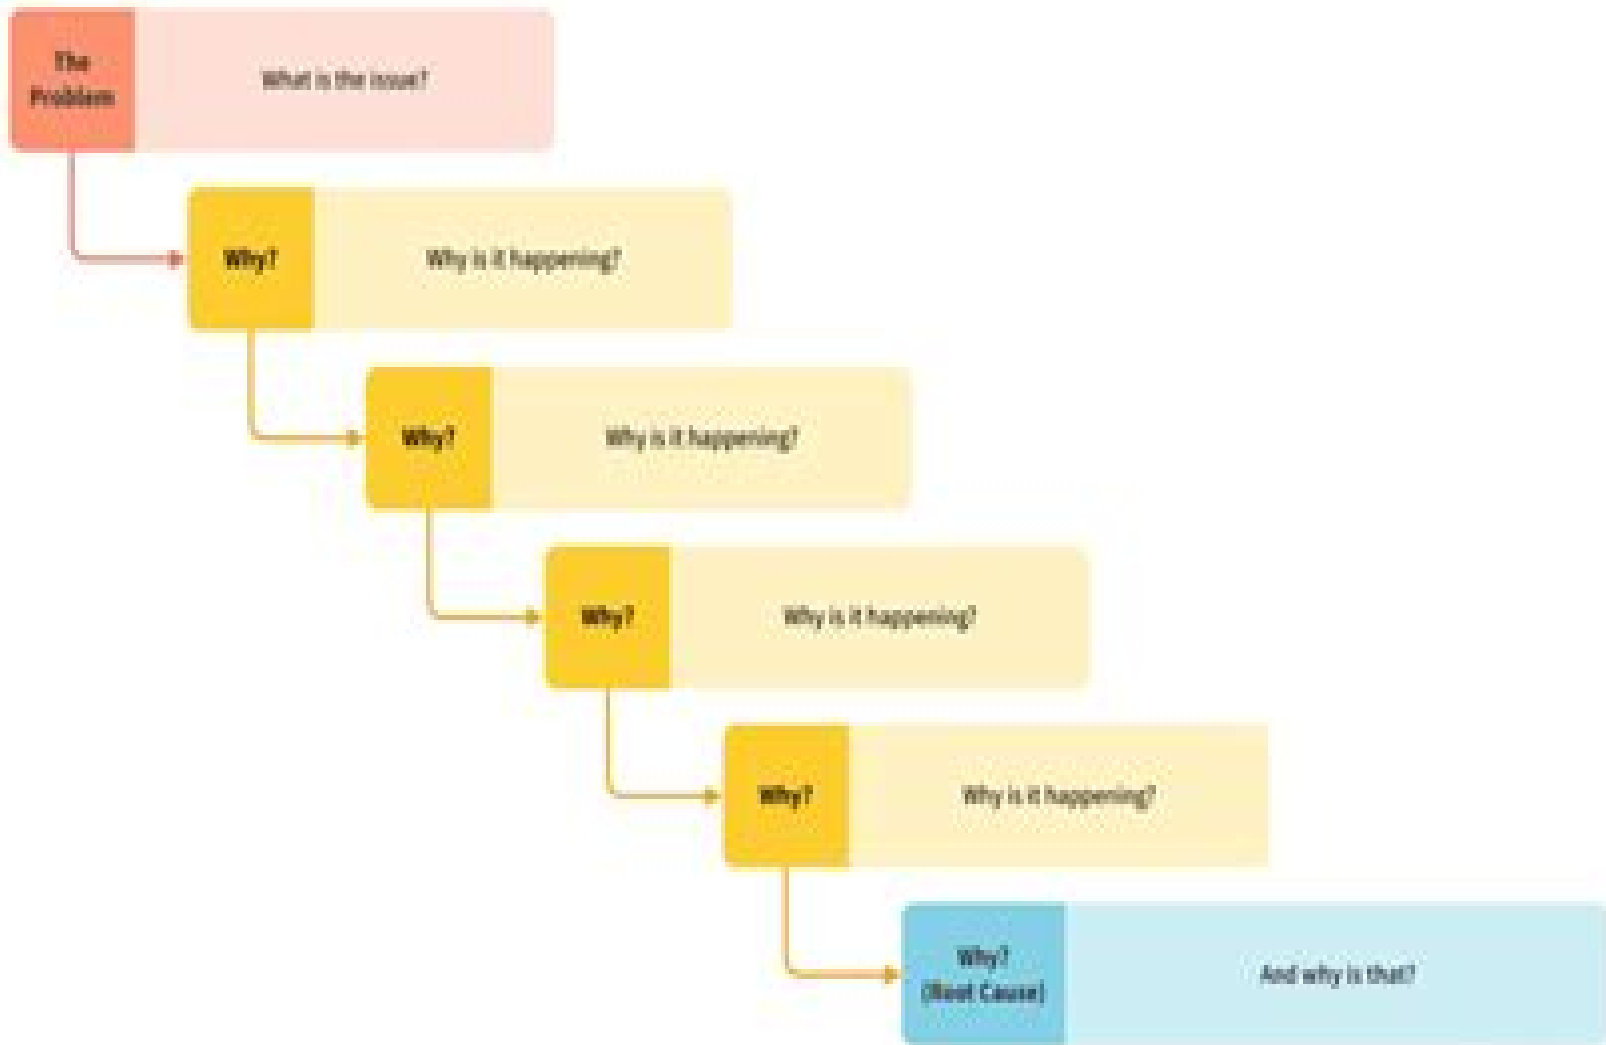 The
Problem
What is the issue?
Why?
Why is it happening?
Why?
Why is it happening?
Why?
Why is it happening?
Why?
Why is it happening?
Why?
(Root Cause)
And why is that?